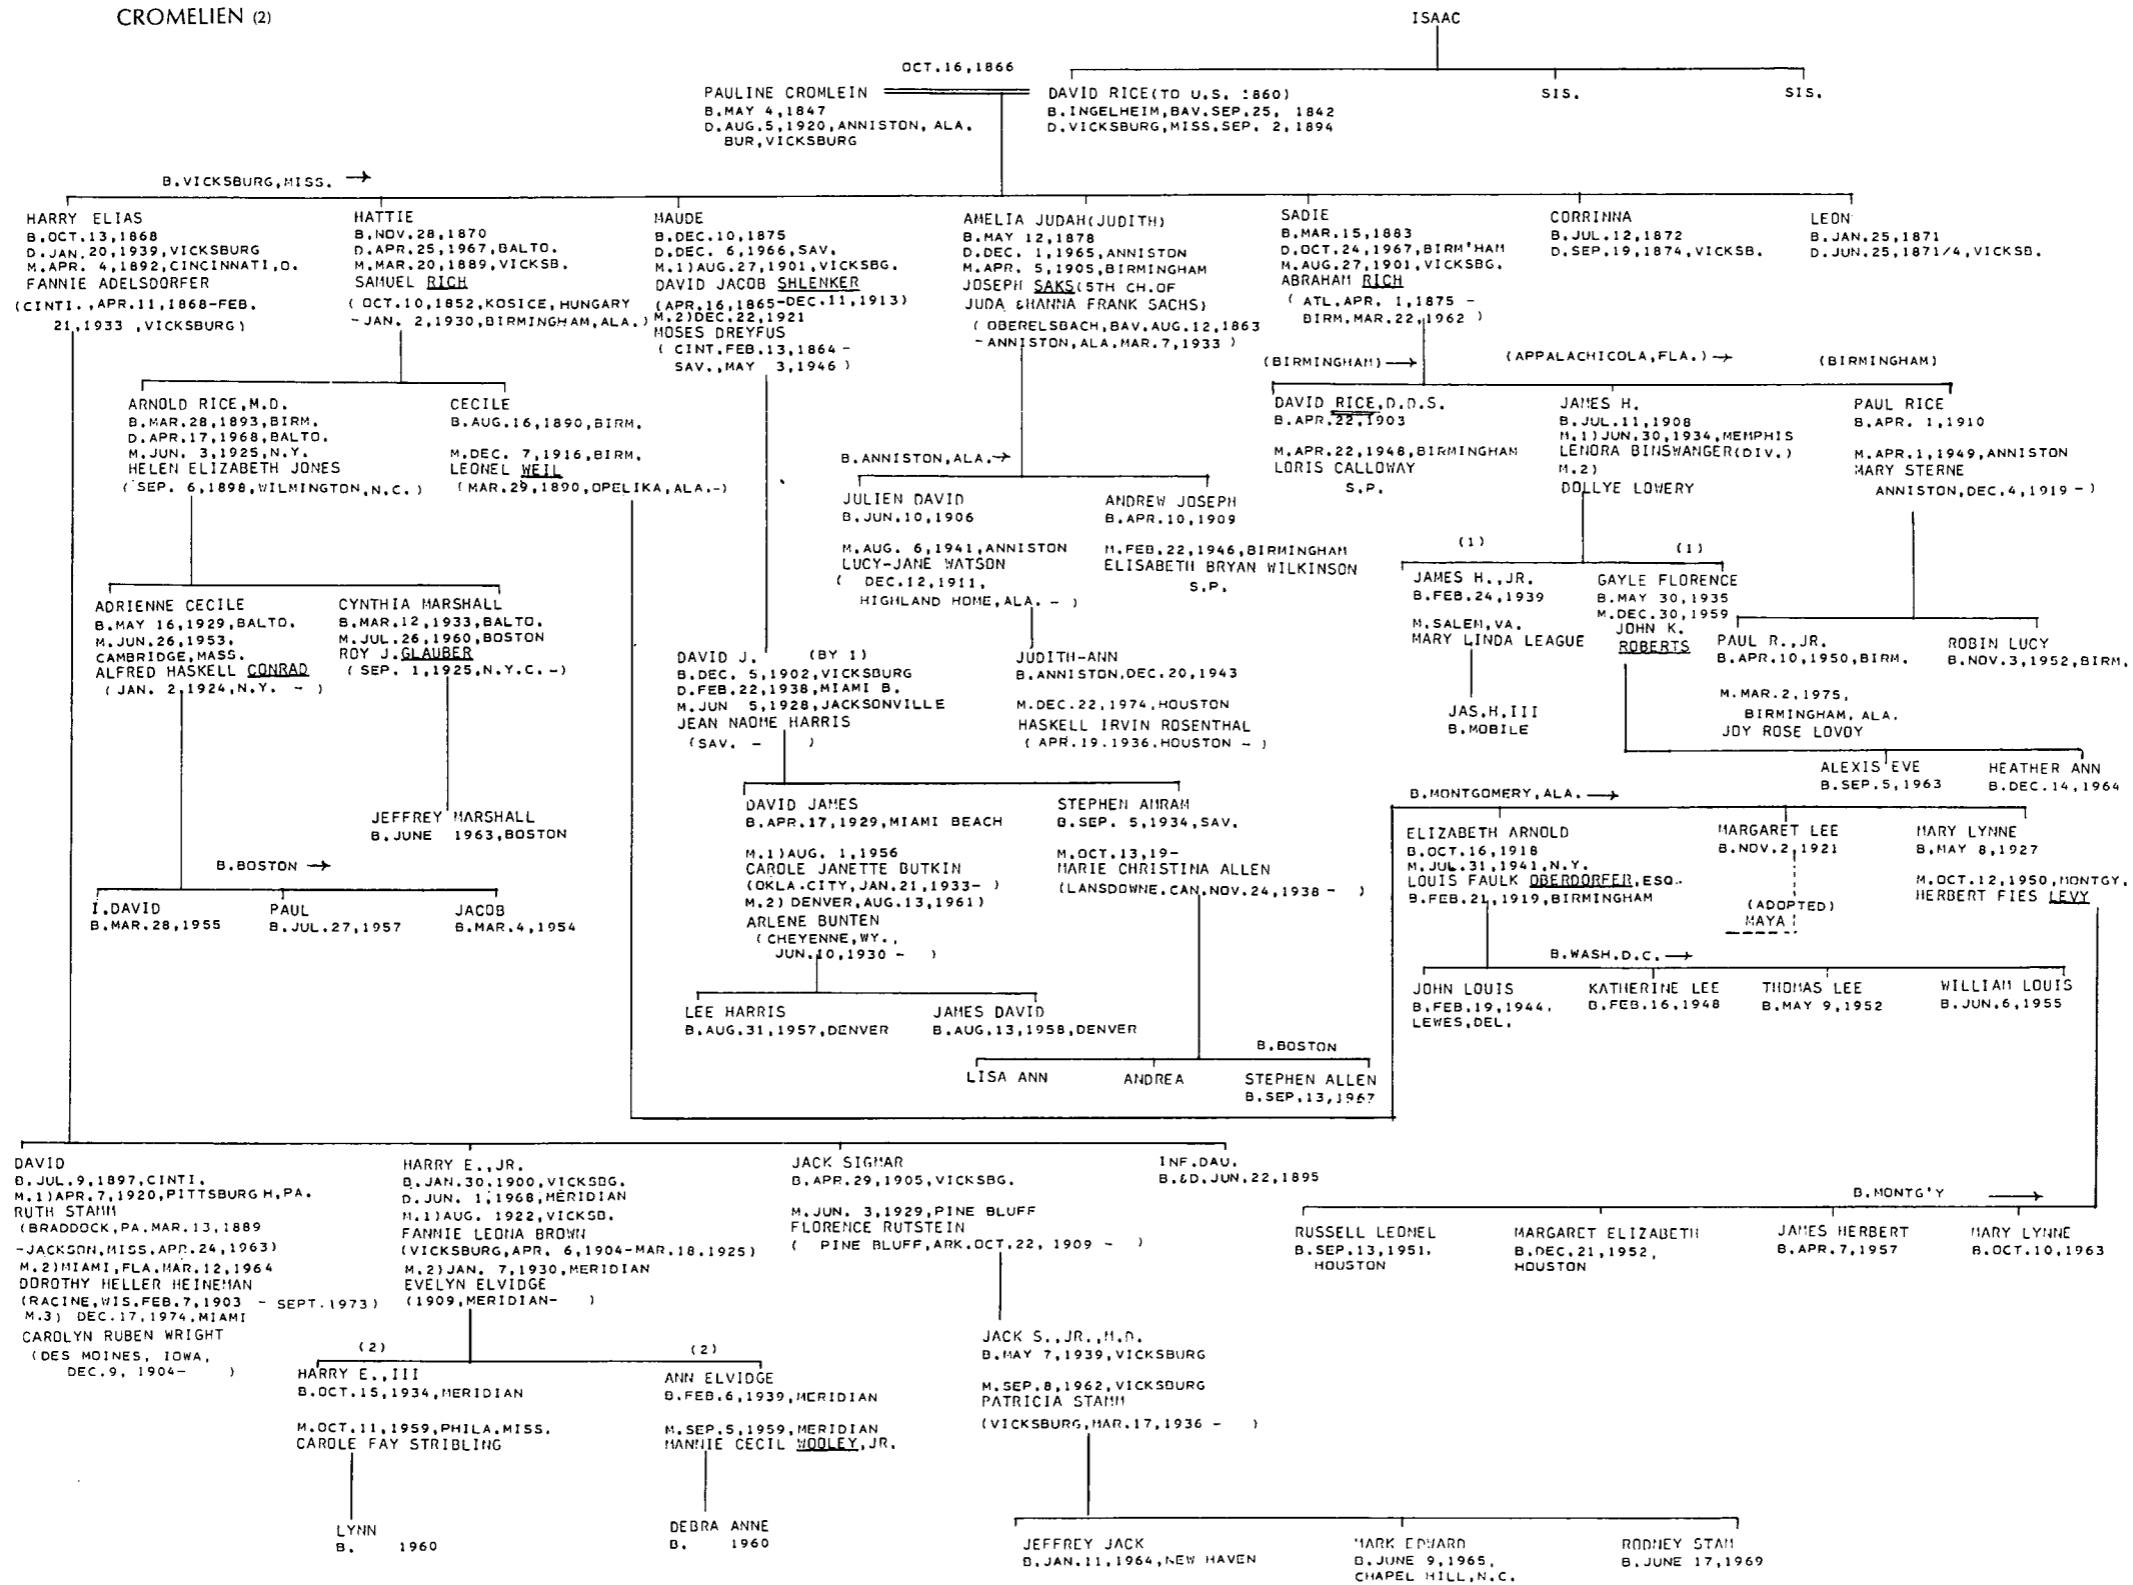 CROMELIEN (2)
ISAAC
OCT.16,1866
PAULINE CROMLEIN
B.MAY 4,1847
D.AUG.5,1920,ANNISTON, ALA.
BUR,VICKSBURG
DAVID RICE(TO U.S. 1860)
B.INGELHEIM,BAV.SEP.25, 1842
D.VICKSBURG,MISS.SEP. 2,1894
SIS.
SIS.
B.VICKSBURG,MISS. →
HARRY ELIAS
B.OCT.13,1868
D.JAN.20,1939,VICKSBURG
M.APR. 4,1892,CINCINNATI,O.
FANNIE ADELSDORFER
(CINTI.,APR.11,1868-FEB.
21,1933 ,VICKSBURG)
HATTIE
B.NOV.28,1870
D.APR.25,1967,BALTO.
M.MAR.20,1889,VICKSB.
SAMUEL RICH
( OCT.10,1852,KOSICE,HUNGARY
-JAN. 2,1930,BIRMINGHAM,ALA.)
MAUDE
B.DEC.10,1875
D.DEC. 6,1966,SAV.
M.1)AUG.27,1901,VICKSBG.
DAVID JACOB SHLENKER
(APR.16,1865-DEC.11,1913)
M.2)DEC.22,1921
MOSES DREYFUS
( CINT.FEB.13,1864 -
SAV.,MAY 3,1946 )
AMELIA JUDAH(JUDITH)
B.MAY 12,1878
D.DEC. 1,1965,ANNISTON
M.APR. 5,1905,BIRMINGHAM
JOSEPH SAKS(5TH CH.OF
JUDA &HANNA FRANK SACHS)
( OBERELSBACH,BAV.AUG.12,1863
-ANNISTON,ALA.MAR.7,1933 )
SADIE
B.MAR.15,1883
D.OCT.24,1967,BIRM'HAM
M.AUG.27,1901,VICKSBG.
ABRAHAM RICH
( ATL.APR. 1,1875 -
BIRM.MAR.22,1962 )
CORRINNA
B.JUL.12,1872
D.SEP.19,1874,VICKSB.
LEON
B.JAN.25,1871
D.JUN.25,1871/4,VICKSB.
(BIRMINGHAM) →
(APPALACHICOLA,FLA.) →
(BIRMINGHAM)
ARNOLD RICE,M.D.
B.MAR.28,1893,BIRM.
D.APR.17,1968,BALTO.
M.JUN. 3,1925,N.Y.
HELEN ELIZABETH JONES
( SEP. 6,1898,WILMINGTON,N.C. )
CECILE
B.AUG.16,1890,BIRM.
M.DEC. 7,1916,BIRM.
LEONEL WEIL
(MAR.29,1890,OPELIKA,ALA.-)
DAVID RICE,D.D.S.
B.APR.22,1903
M.APR.22,1948,BIRMINGHAM
LORIS CALLOWAY
S.P.
JAMES H.
B.JUL.11,1908
M.1)JUN.30,1934,MEMPHIS
LENORA BINSWANGER(DIV.)
M.2)
DOLLYE LOWERY
PAUL RICE
B.APR. 1,1910
M.APR.1,1949,ANNISTON
MARY STERNE
ANNISTON,DEC.4,1919 - )
B.ANNISTON,ALA.→
JULIEN DAVID
B.JUN.10,1906
M.AUG. 6,1941,ANNISTON
LUCY-JANE WATSON
( DEC.12,1911,
HIGHLAND HOME,ALA. - )
ANDREW JOSEPH
B.APR.10,1909
M.FEB.22,1946,BIRMINGHAM
ELISABETH BRYAN WILKINSON
S.P.
(1)
(1)
JAMES H.,JR.
B.FEB.24,1939
M.SALEM,VA.
MARY LINDA LEAGUE
GAYLE FLORENCE
B.MAY 30,1935
M.DEC.30,1959
JOHN K.
ROBERTS
PAUL R.,JR.
B.APR.10,1950,BIRM.
M.MAR.2,1975,
BIRMINGHAM, ALA.
JOY ROSE LOVOY
ROBIN LUCY
B.NOV.3,1952,BIRM.
ADRIENNE CECILE
B.MAY 16,1929,BALTO.
M.JUN.26,1953.
CAMBRIDGE,MASS.
ALFRED HASKELL CONRAD
(JAN. 2,1924,N.Y. - )
CYNTHIA MARSHALL
B.MAR.12,1933,BALTO.
M.JUL.26,1960,BOSTON
ROY J.GLAUBER
( SEP. 1,1925,N.Y.C.-)
DAVID J. (BY 1)
B.DEC. 5,1902,VICKSBURG
D.FEB.22,1938,MIAMI B.
M.JUN 5,1928,JACKSONVILLE
JEAN NAOME HARRIS
(SAV. - )
JUDITH-ANN
B.ANNISTON,DEC.20,1943
M.DEC.22,1974,HOUSTON
HASKELL IRVIN ROSENTHAL
( APR.19.1936.HOUSTON - )
JAS.H.III
B.MOBILE
ALEXIS EVE
B.SEP.5,1963
HEATHER ANN
B.DEC.14,1964
JEFFREY MARSHALL
B.JUNE 1963,BOSTON
B.BOSTON →
I.DAVID
B.MAR.28,1955
PAUL
B.JUL.27,1957
JACOB
B.MAR.4,1954
DAVID JAMES
B.APR.17,1929,MIAMI BEACH
M.1)AUG. 1,1956
CAROLE JANETTE BUTKIN
(OKLA.CITY,JAN.21,1933- )
M.2) DENVER,AUG.13,1961)
ARLENE BUNTEN
( CHEYENNE,WY.,
JUN.10,1930 - )
STEPHEN AMRAM
B.SEP. 5,1934,SAV.
M.OCT.13,19-
MARIE CHRISTINA ALLEN
(LANSDOWNE.CAN,NOV.24,1938 - )
B.MONTGOMERY,ALA. →
ELIZABETH ARNOLD
B.OCT.16,1918
M.JUL.31,1941,N.Y.
LOUIS FAULK OBERDORFER,ESQ.
B.FEB.21,1919,BIRMINGHAM
MARGARET LEE
B.NOV.2,1921
(ADOPTED)
MAYA
MARY LYNNE
B.MAY 8,1927
M.OCT.12,1950,MONTGY.
HERBERT FIES LEVY
B.WASH.D.C. →
JOHN LOUIS
B.FEB.19,1944,
LEWES,DEL.
KATHERINE LEE
B.FEB.16,1948
THOMAS LEE
B.MAY 9,1952
WILLIAM LOUIS
B.JUN.6,1955
LEE HARRIS
B.AUG.31,1957,DENVER
JAMES DAVID
B.AUG.13,1958,DENVER
B.BOSTON
LISA ANN
ANDREA
STEPHEN ALLEN
B.SEP.13,1967
DAVID
B.JUL.9,1897,CINTI.
M.1)APR.7,1920,PITTSBURGH,PA.
RUTH STAMM
(BRADDOCK,PA.MAR.13,1889
-JACKSON,MISS.APR.24,1963)
M.2)MIAMI,FLA.MAR.12,1964
DOROTHY HELLER HEINEMAN
(RACINE,WIS.FEB.7,1903 - SEPT.1973)
M.3) DEC.17,1974,MIAMI
CAROLYN RUBEN WRIGHT
(DES MOINES, IOWA,
DEC.9, 1904- )
HARRY E.,JR.
B.JAN.30,1900,VICKSBG.
D.JUN. 1,1968,MERIDIAN
M.1)AUG. 1922,VICKSB.
FANNIE LEONA BROWN
(VICKSBURG,APR. 6,1904-MAR.18.1925)
M.2)JAN. 7,1930,MERIDIAN
EVELYN ELVIDGE
(1909,MERIDIAN- )
JACK SIGMAR
B.APR.29,1905,VICKSBG.
M.JUN. 3,1929,PINE BLUFF
FLORENCE RUTSTEIN
( PINE BLUFF,ARK.OCT.22, 1909 - )
INF.DAU.
B.&D.JUN.22,1895
B.MONTG'Y →
RUSSELL LEONEL
B.SEP.13,1951,
HOUSTON
MARGARET ELIZABETH
B.DEC.21,1952,
HOUSTON
JAMES HERBERT
B.APR.7,1957
MARY LYNNE
B.OCT.10,1963
(2)
(2)
HARRY E.,III
B.OCT.15,1934,MERIDIAN
M.OCT.11,1959,PHILA.MISS.
CAROLE FAY STRIBLING
ANN ELVIDGE
B.FEB.6,1939,MERIDIAN
M.SEP.5,1959,MERIDIAN
MANNIE CECIL WOOLEY,JR.
JACK S.,JR.,M.D.
B.MAY 7,1939,VICKSBURG
M.SEP.8,1962,VICKSBURG
PATRICIA STAMM
(VICKSBURG,MAR.17,1936 - )
LYNN
B. 1960
DEBRA ANNE
B. 1960
JEFFREY JACK
B.JAN.11,1964,NEW HAVEN
MARK EDWARD
B.JUNE 9,1965,
CHAPEL HILL,N.C.
RODNEY STAM
B.JUNE 17,1969